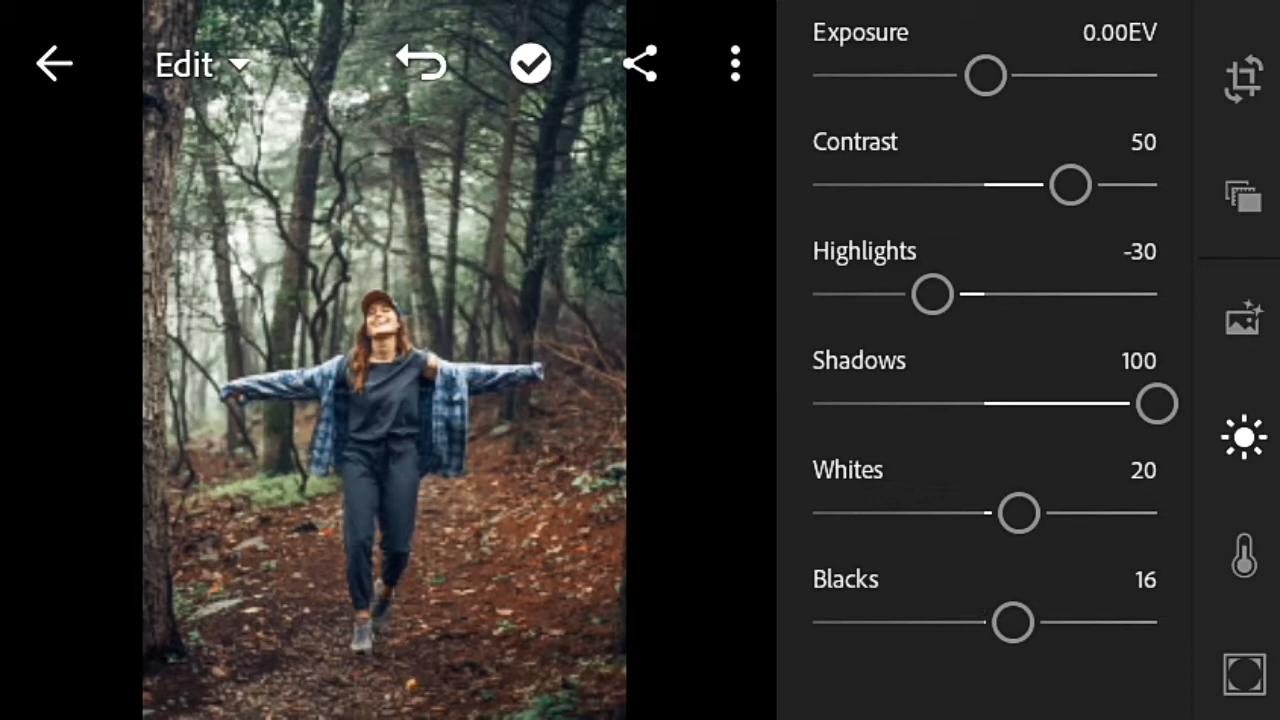 Edit
Exposure 0.00EV
Contrast 50
Highlights -30
Shadows 100
Whites 20
Blacks 16